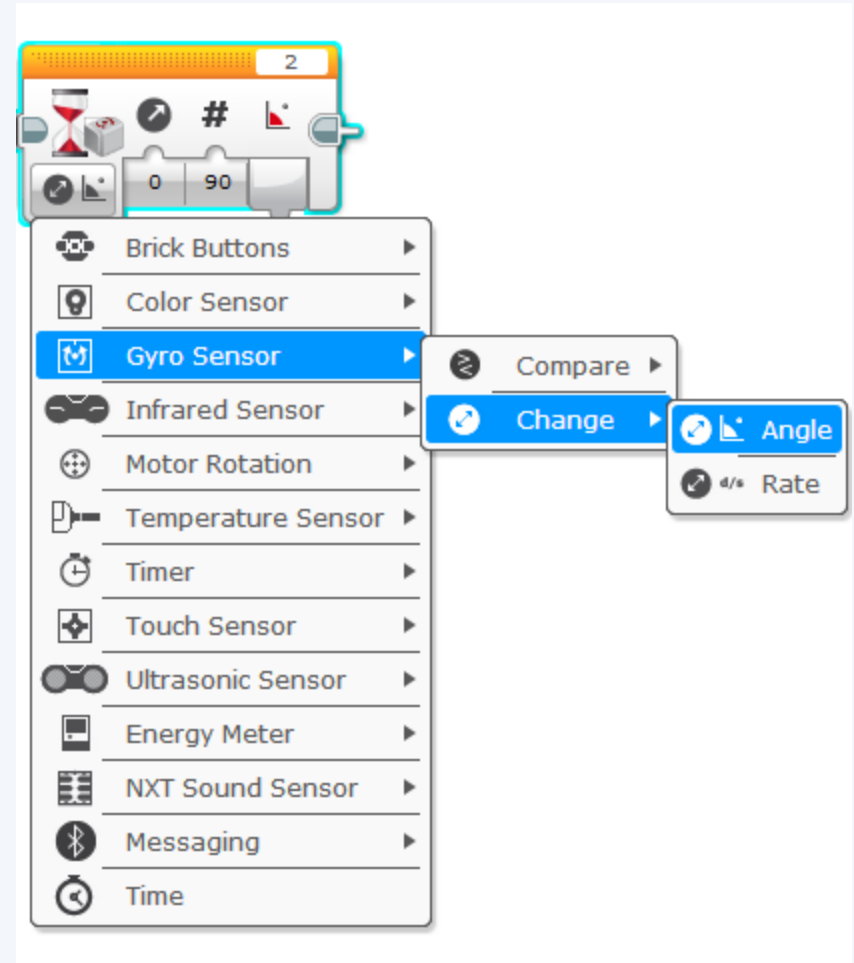 2
#
0 90
Brick Buttons
Color Sensor
Gyro Sensor
Compare
Infrared Sensor
Change
Angle
Motor Rotation
d/s Rate
Temperature Sensor
Timer
Touch Sensor
Ultrasonic Sensor
Energy Meter
NXT Sound Sensor
Messaging
Time